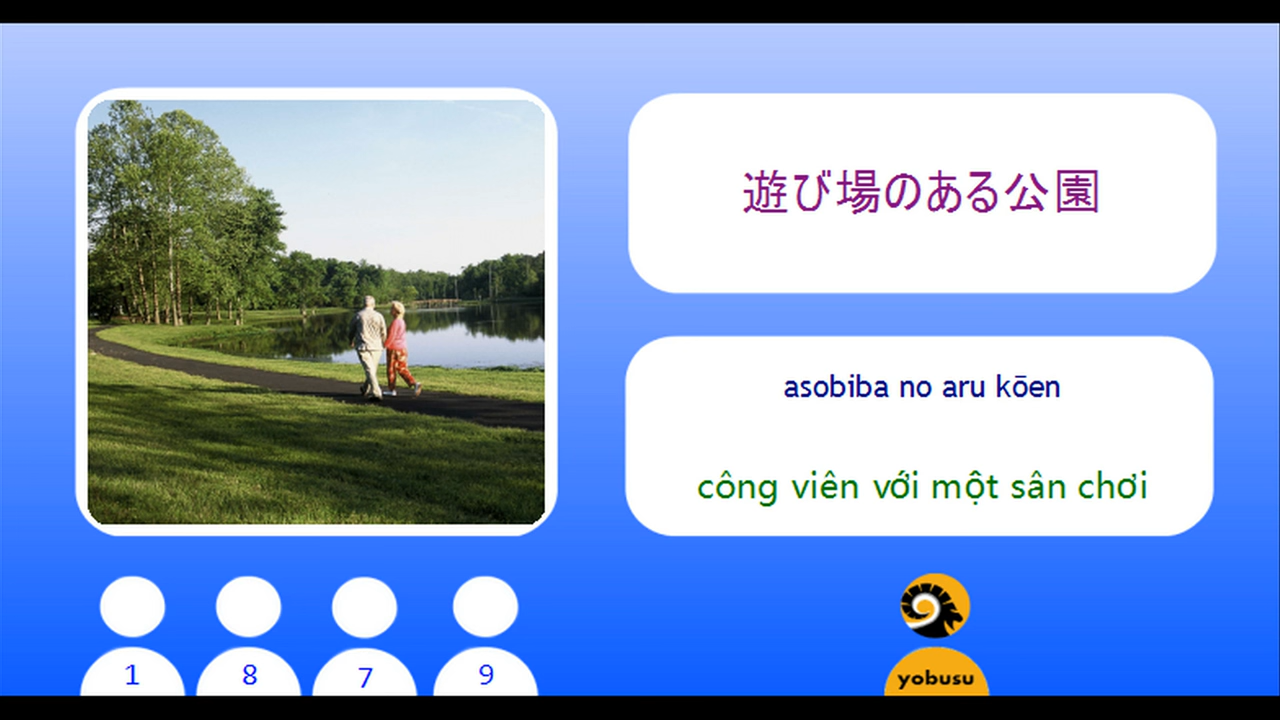 遊び場のある公園
asobiba no aru kōen
công viên với một sân chơi
1 8 7 9
yobusu